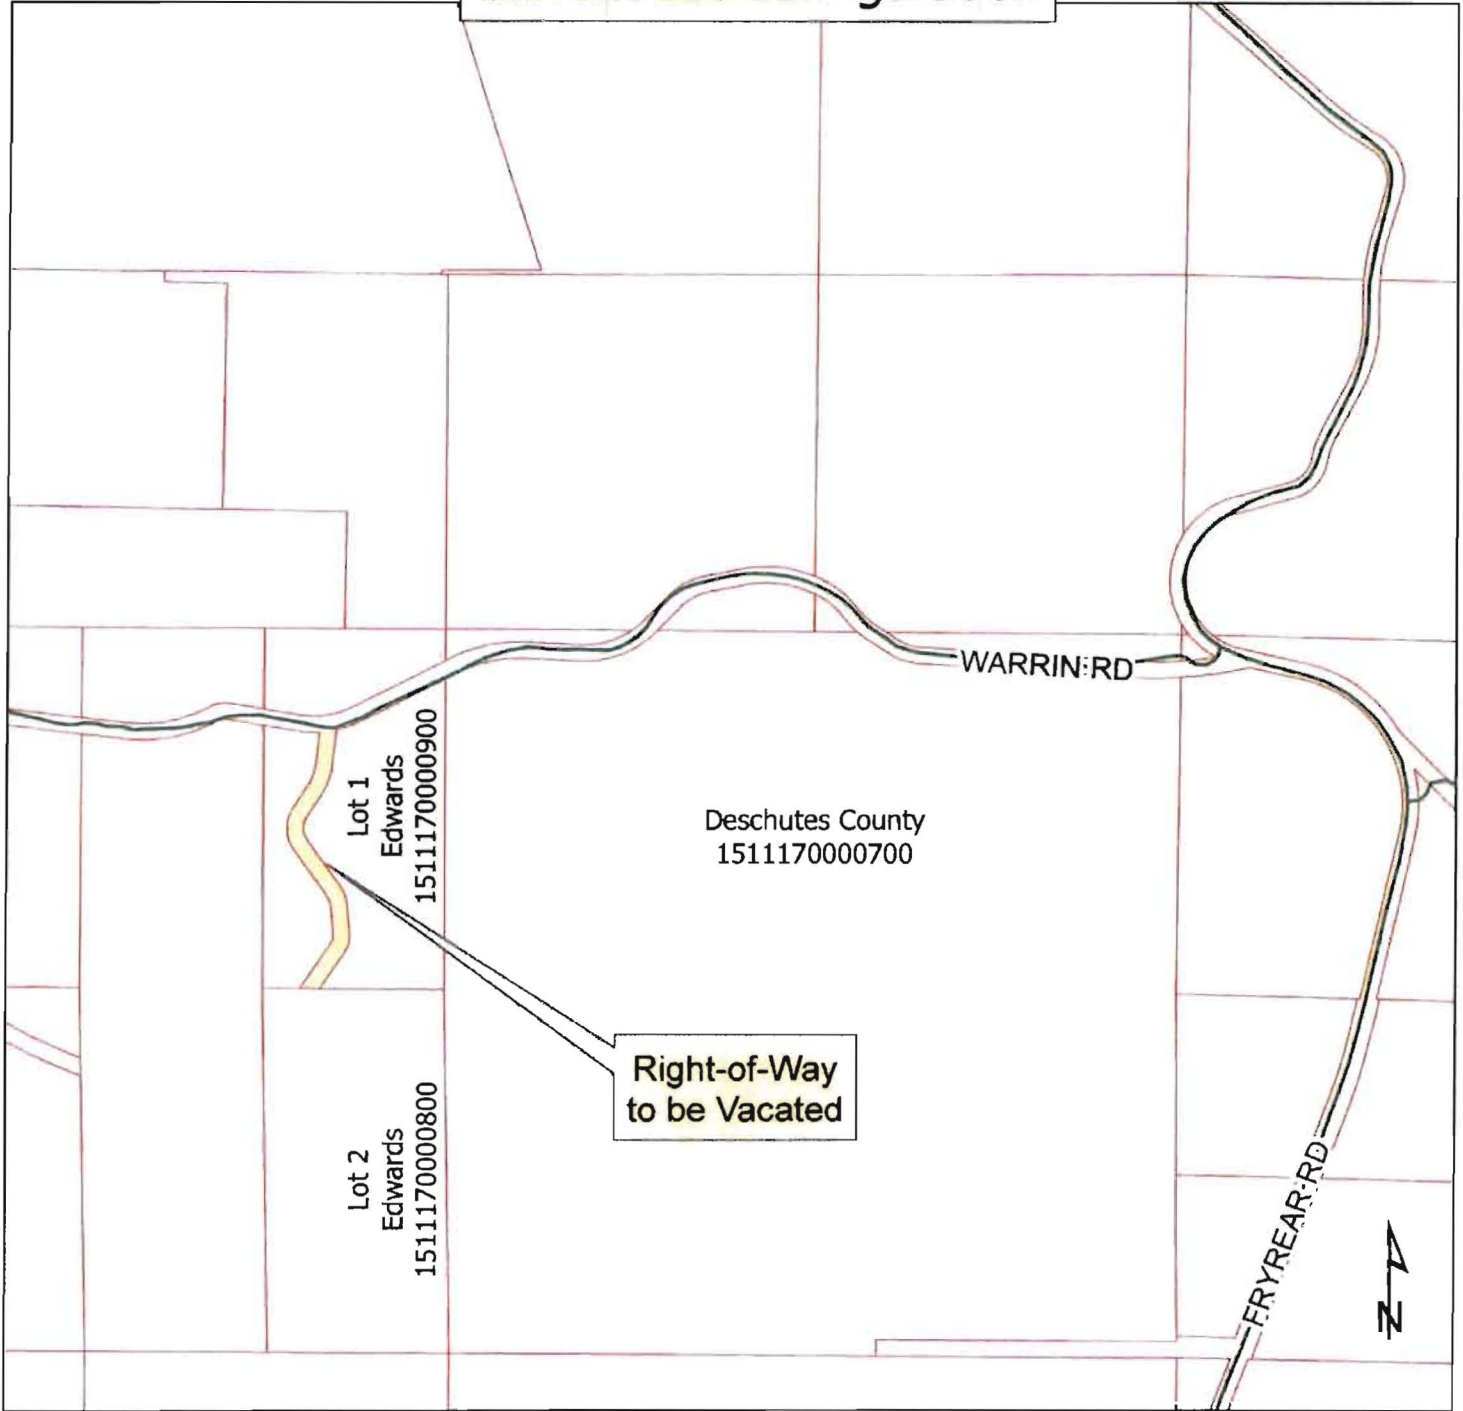 WARRIN RD
Lot 1
Edwards
1511170000900
Deschutes County
1511170000700
Right-of-Way
to be Vacated
Lot 2
Edwards
1511170000800
FRYREAR RD
N